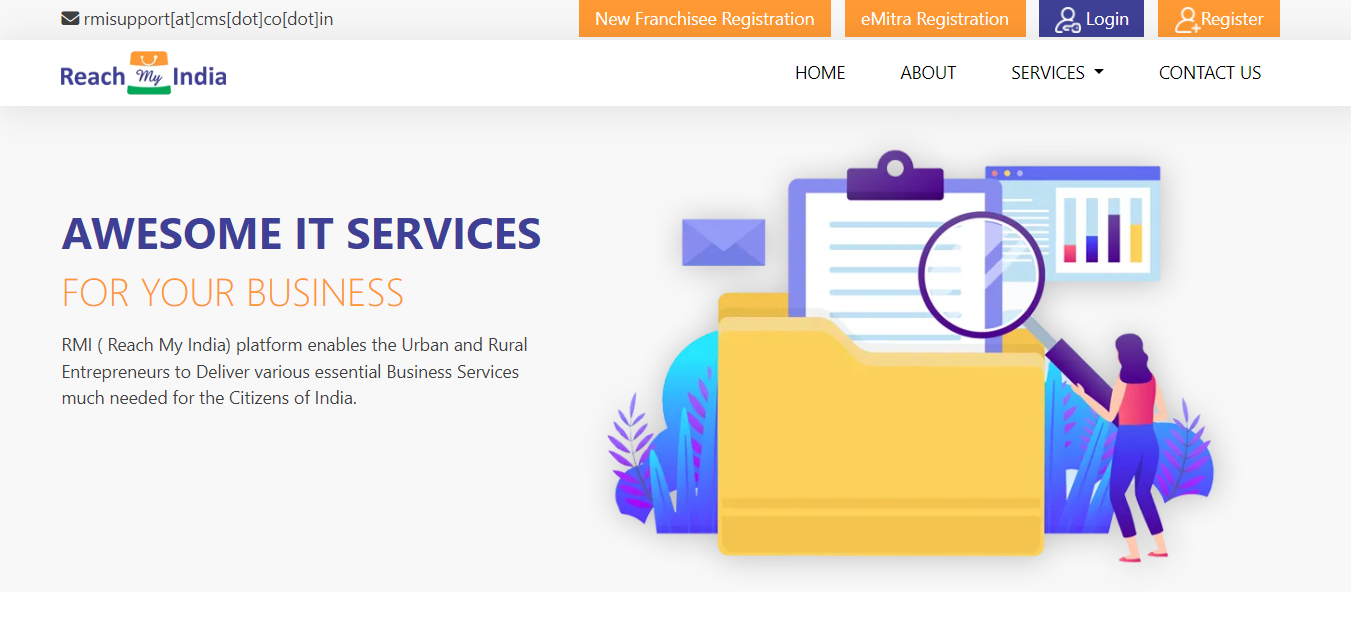 rmisupport[at]cms[dot]co[dot]in
New Franchisee Registration
eMitra Registration
Login
Register
Reach My India
HOME
ABOUT
SERVICES
CONTACT US
AWESOME IT SERVICES
FOR YOUR BUSINESS
RMI ( Reach My India) platform enables the Urban and Rural
Entrepreneurs to Deliver various essential Business Services
much needed for the Citizens of India.